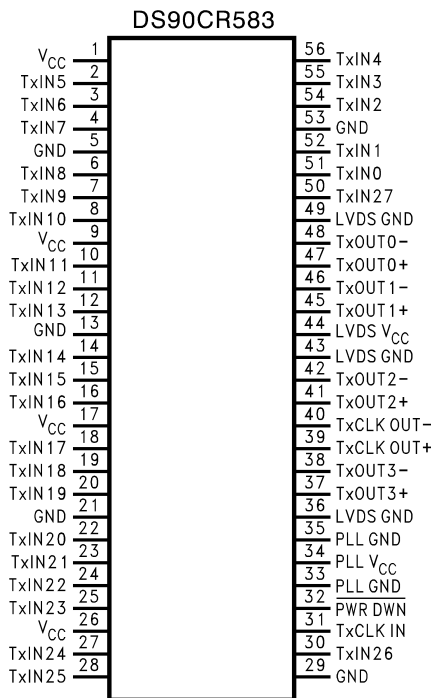 DS90CR583
VCC 1 56 TxIN4
TxIN5 2 55 TxIN3
TxIN6 3 54 TxIN2
TxIN7 4 53 GND
GND 5 52 TxIN1
TxIN8 6 51 TxIN0
TxIN9 7 50 TxIN27
TxIN10 8 49 LVDS GND
VCC 9 48 TxOUT0−
TxIN11 10 47 TxOUT0+
TxIN12 11 46 TxOUT1−
TxIN13 12 45 TxOUT1+
GND 13 44 LVDS VCC
TxIN14 14 43 LVDS GND
TxIN15 15 42 TxOUT2−
TxIN16 16 41 TxOUT2+
VCC 17 40 TxCLK OUT−
TxIN17 18 39 TxCLK OUT+
TxIN18 19 38 TxOUT3−
TxIN19 20 37 TxOUT3+
GND 21 36 LVDS GND
TxIN20 22 35 PLL GND
TxIN21 23 34 PLL VCC
TxIN22 24 33 PLL GND
TxIN23 25 32 PWR DWN
VCC 26 31 TxCLK IN
TxIN24 27 30 TxIN26
TxIN25 28 29 GND